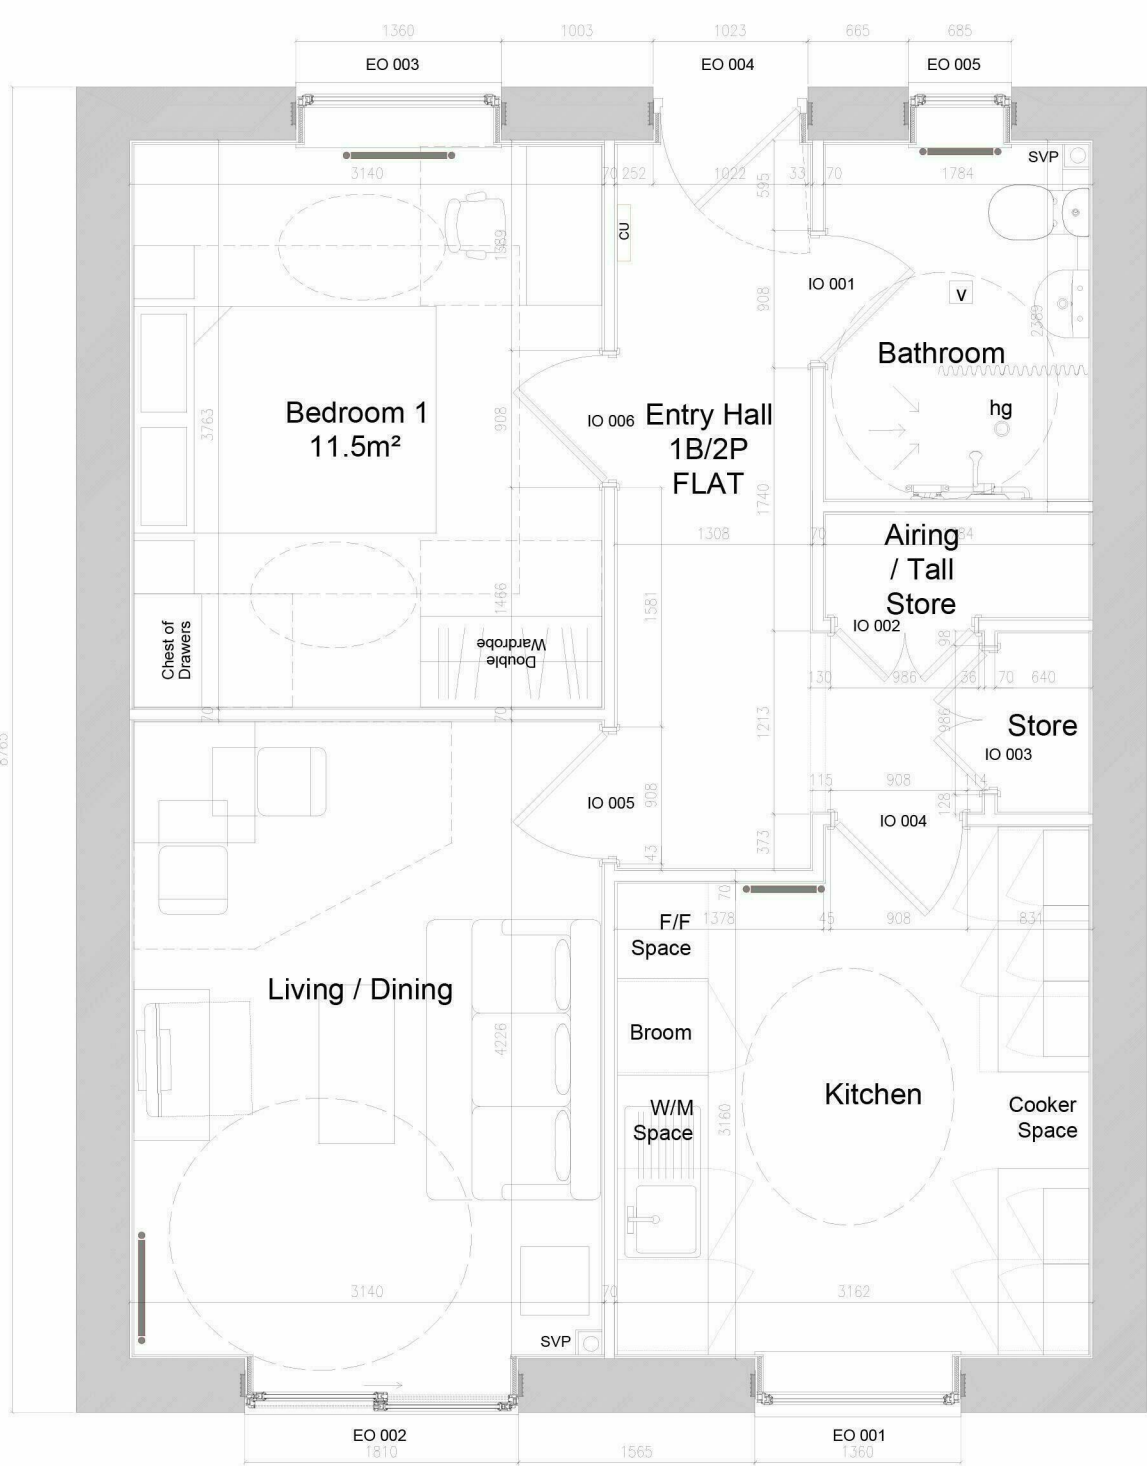 1360
1003
1023
665
685
EO 003
EO 004
EO 005
SVP
3140
70
252
1022
33
595
70
1784
CU
1389
IO 001
908
V
2389
Bathroom
hg
Bedroom 1
11.5m²
3763
908
IO 006
Entry Hall
1B/2P
FLAT
1740
1308
70
Airing
/ Tall
Store
1466
1581
IO 002
98
Chest of
Drawers
Double
Wardrobe
130
986
36
70
640
70
70
1213
986
Store
IO 003
8765
115
908
114
IO 005
908
128
IO 004
43
373
70
F/F
Space
1378
45
908
831
Living / Dining
4226
Broom
W/M
Space
3160
Kitchen
Cooker
Space
3140
70
3162
SVP
EO 002
1810
1565
EO 001
1360